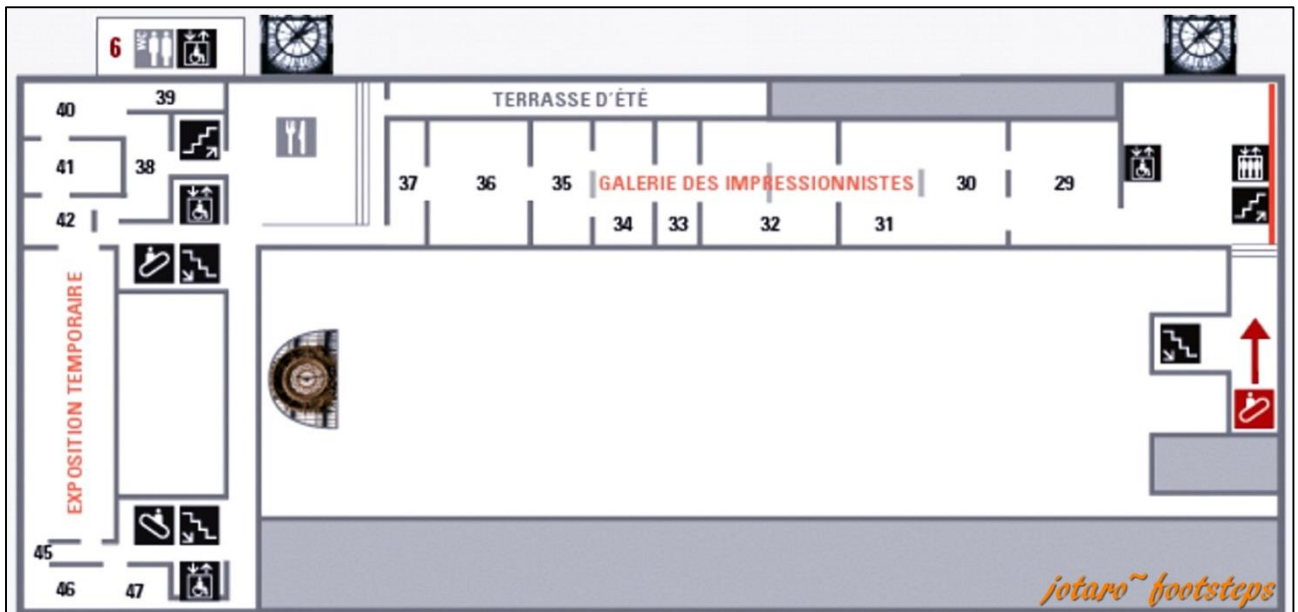 6 WC
39
40
TERRASSE D'ÉTÉ
41
38
37 36 35 GALERIE DES IMPRESSIONNISTES 30 29
42
34 33 32 31
EXPOSITION TEMPORAIRE
45
46 47
jotaro~footsteps